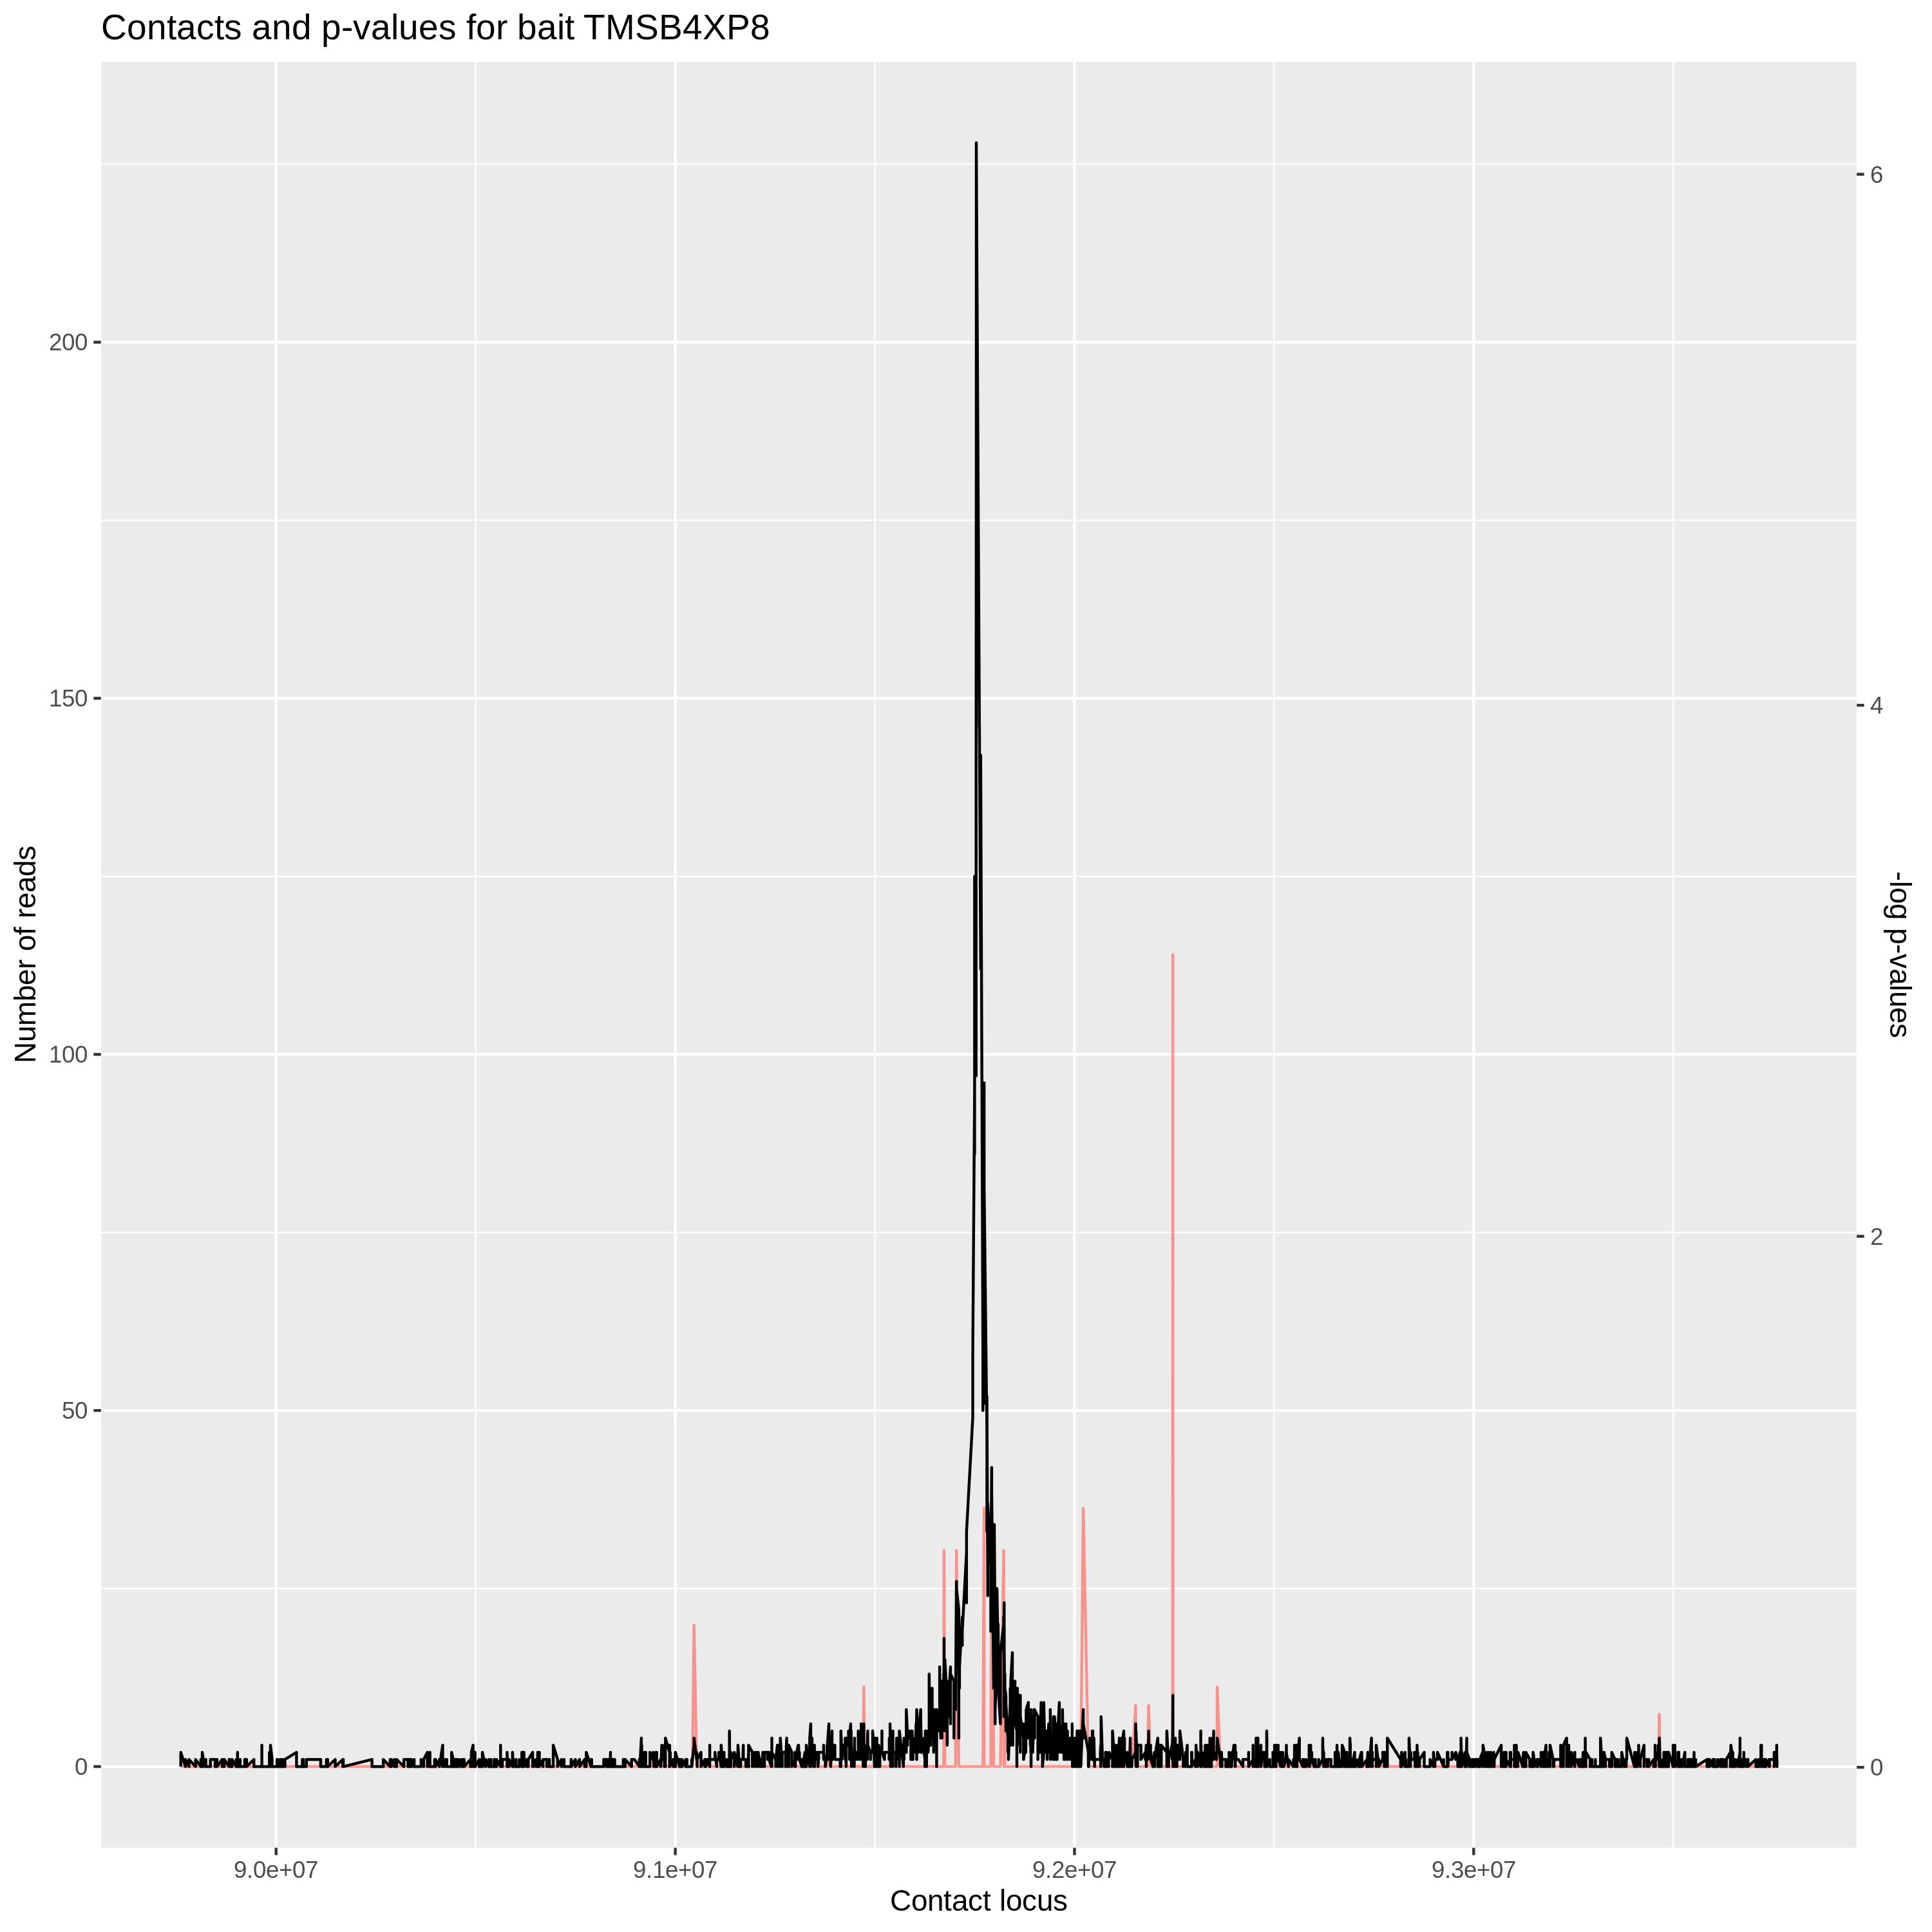 Contacts and p-values for bait TMSB4XP8
Number of reads
200
150
100
50
0
6
4
2
0
-log p-values
9.0e+07
9.1e+07
9.2e+07
9.3e+07
Contact locus